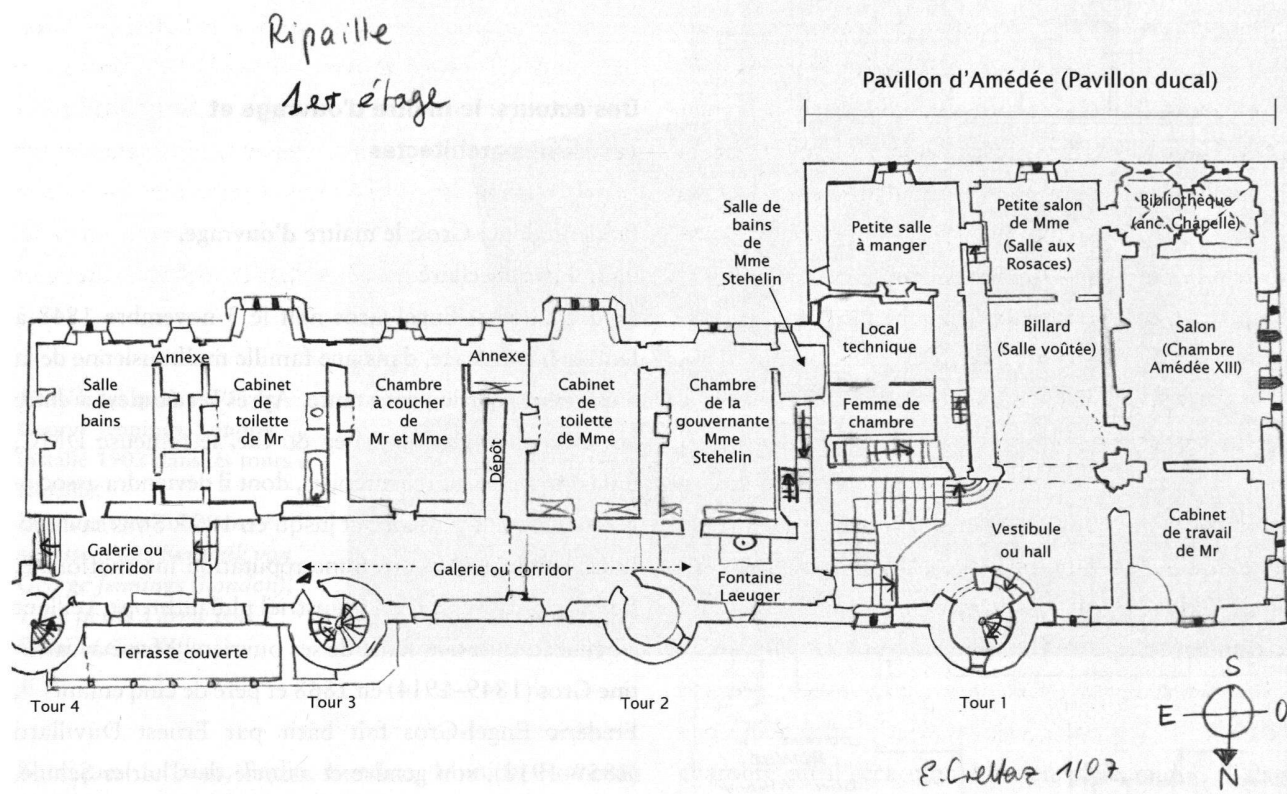 Ripaille
1er étage
Pavillon d'Amédée (Pavillon ducal)
Salle de
bains
de
Mme
Stehelin
Petite salle
à manger
Petite salon
de Mme
(Salle aux
Rosaces)
Bibliothèque
(anc. Chapelle)
Local
technique
Billard
(Salle voûtée)
Salon
(Chambre
Amédée XIII)
Annexe
Salle
de
bains
Cabinet
de toilette
de Mr
Chambre
à coucher
de
Mr et Mme
Annexe
Dépôt
Cabinet
de
toilette
de Mme
Chambre
de la
gouvernante
Mme
Stehelin
Femme de
chambre
Galerie ou
corridor
Galerie ou corridor
Fontaine
Laeuger
Vestibule
ou hall
Cabinet
de travail
de Mr
Terrasse couverte
Tour 4
Tour 3
Tour 2
Tour 1
S
E
O
N
1107